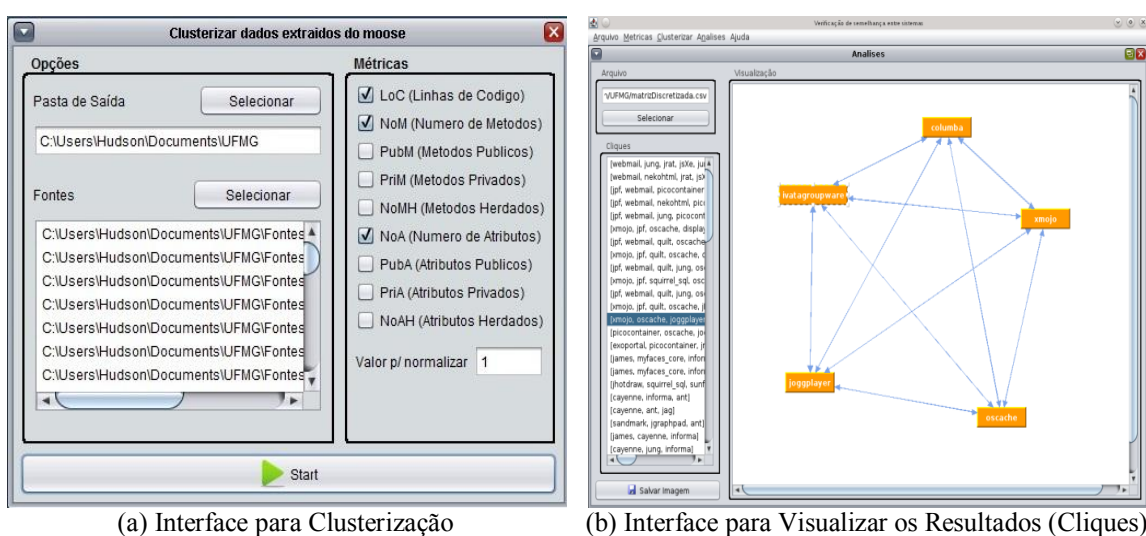 Clusterizar dados extraidos do moose
Opções
Pasta de Saída
Selecionar
C:\Users\Hudson\Documents\UFMG
Fontes
Selecionar
C:\Users\Hudson\Documents\UFMG\Fontes
C:\Users\Hudson\Documents\UFMG\Fontes
C:\Users\Hudson\Documents\UFMG\Fontes
C:\Users\Hudson\Documents\UFMG\Fontes
C:\Users\Hudson\Documents\UFMG\Fontes
C:\Users\Hudson\Documents\UFMG\Fontes
C:\Users\Hudson\Documents\UFMG\Fontes
Métricas
LoC (Linhas de Codigo)
NoM (Numero de Metodos)
PubM (Metodos Publicos)
PriM (Metodos Privados)
NoMH (Metodos Herdados)
NoA (Numero de Atributos)
PubA (Atributos Publicos)
PriA (Atributos Privados)
NoAH (Atributos Herdados)
Valor p/ normalizar 1
Start
(a) Interface para Clusterização
Verificação de semelhança entre sistemas
Arquivo Metricas Clusterizar Analises Ajuda
Analises
Arquivo
/UFMG/matrizDiscretizada.csv
Selecionar
Cliques
[webmail, jung, jrat, jsXe, ju
[webmail, nekohtml, jrat, jsX
[jpf, webmail, picocontainer
[jpf, webmail, nekohtml, pic
[jpf, webmail, jung, picocont
[xmojo, jpf, oscache, display
[jpf, webmail, quilt, oscache
[xmojo, jpf, quilt, oscache, c
[jpf, webmail, quilt, jung, os
[xmojo, jpf, squirrel_sql, osc
[jpf, webmail, quilt, jung, os
[xmojo, jpf, quilt, oscache, j
[xmojo, oscache, joggplayer
[picocontainer, oscache, jo
[exoportal, picocontainer, jr
[james, myfaces_core, infor
[james, myfaces_core, infor
[jhotdraw, squirrel_sql, sunf
[cayenne, informa, ant]
[cayenne, ant, jag]
[sandmark, jgraphpad, ant]
[james, cayenne, informa]
[cayenne, jung, informa]
Salvar Imagem
Visualização
columba
ivatagroupware
xmojo
joggplayer
oscache
(b) Interface para Visualizar os Resultados (Cliques)